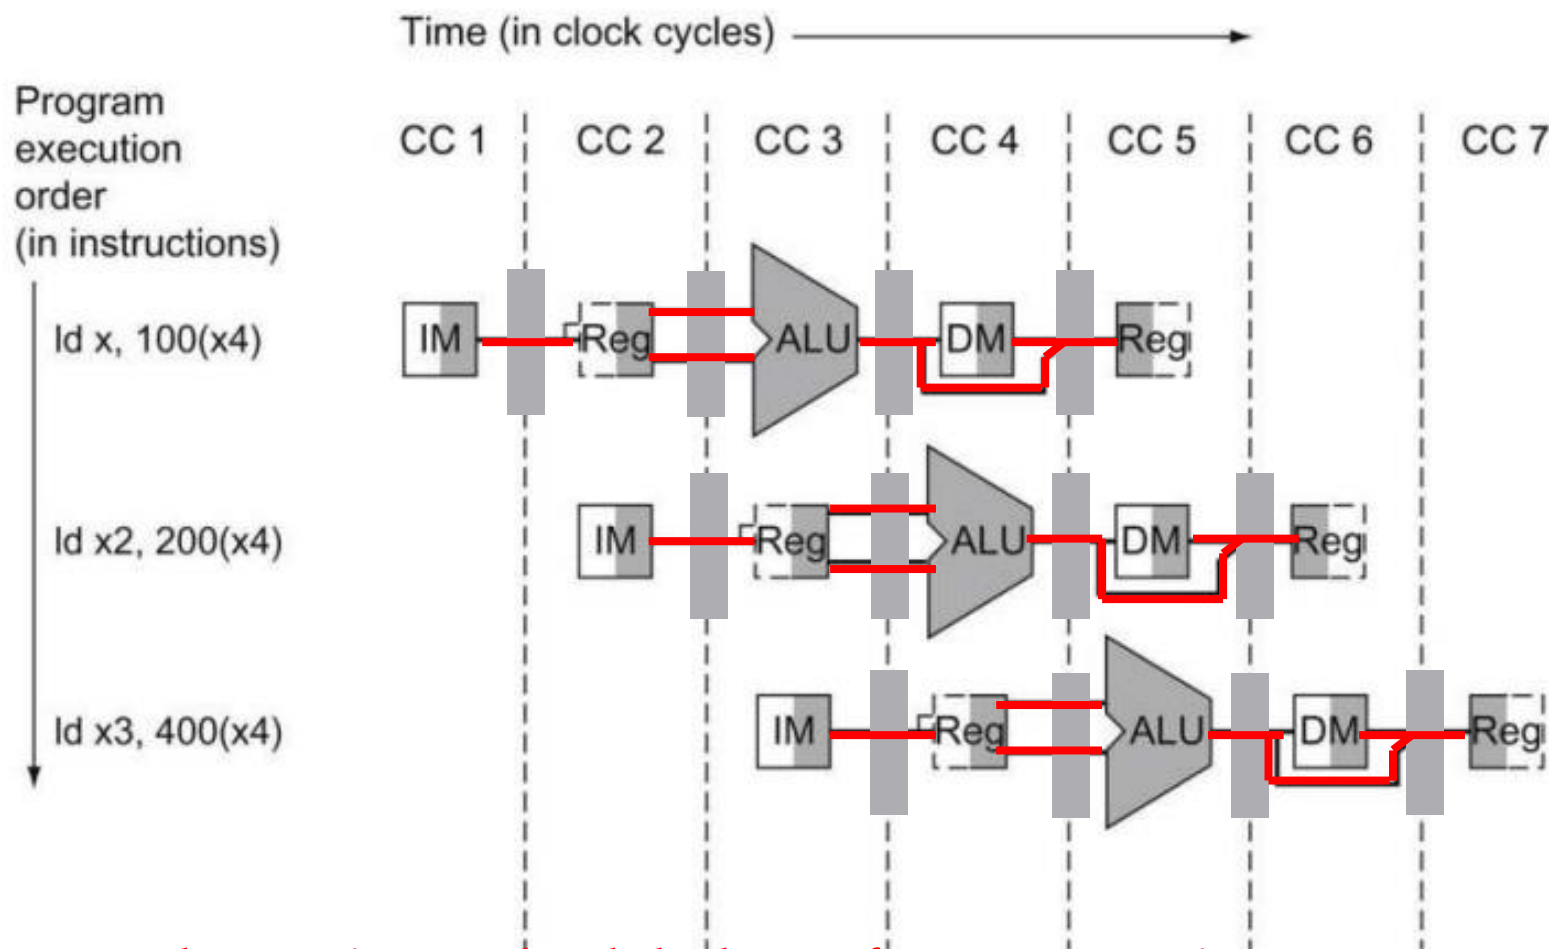 Time (in clock cycles)
Program
execution
order
(in instructions)
CC 1 CC 2 CC 3 CC 4 CC 5 CC 6 CC 7
ld x, 100(x4)
IM Reg ALU DM Reg
ld x2, 200(x4)
IM Reg ALU DM Reg
ld x3, 400(x4)
IM Reg ALU DM Reg